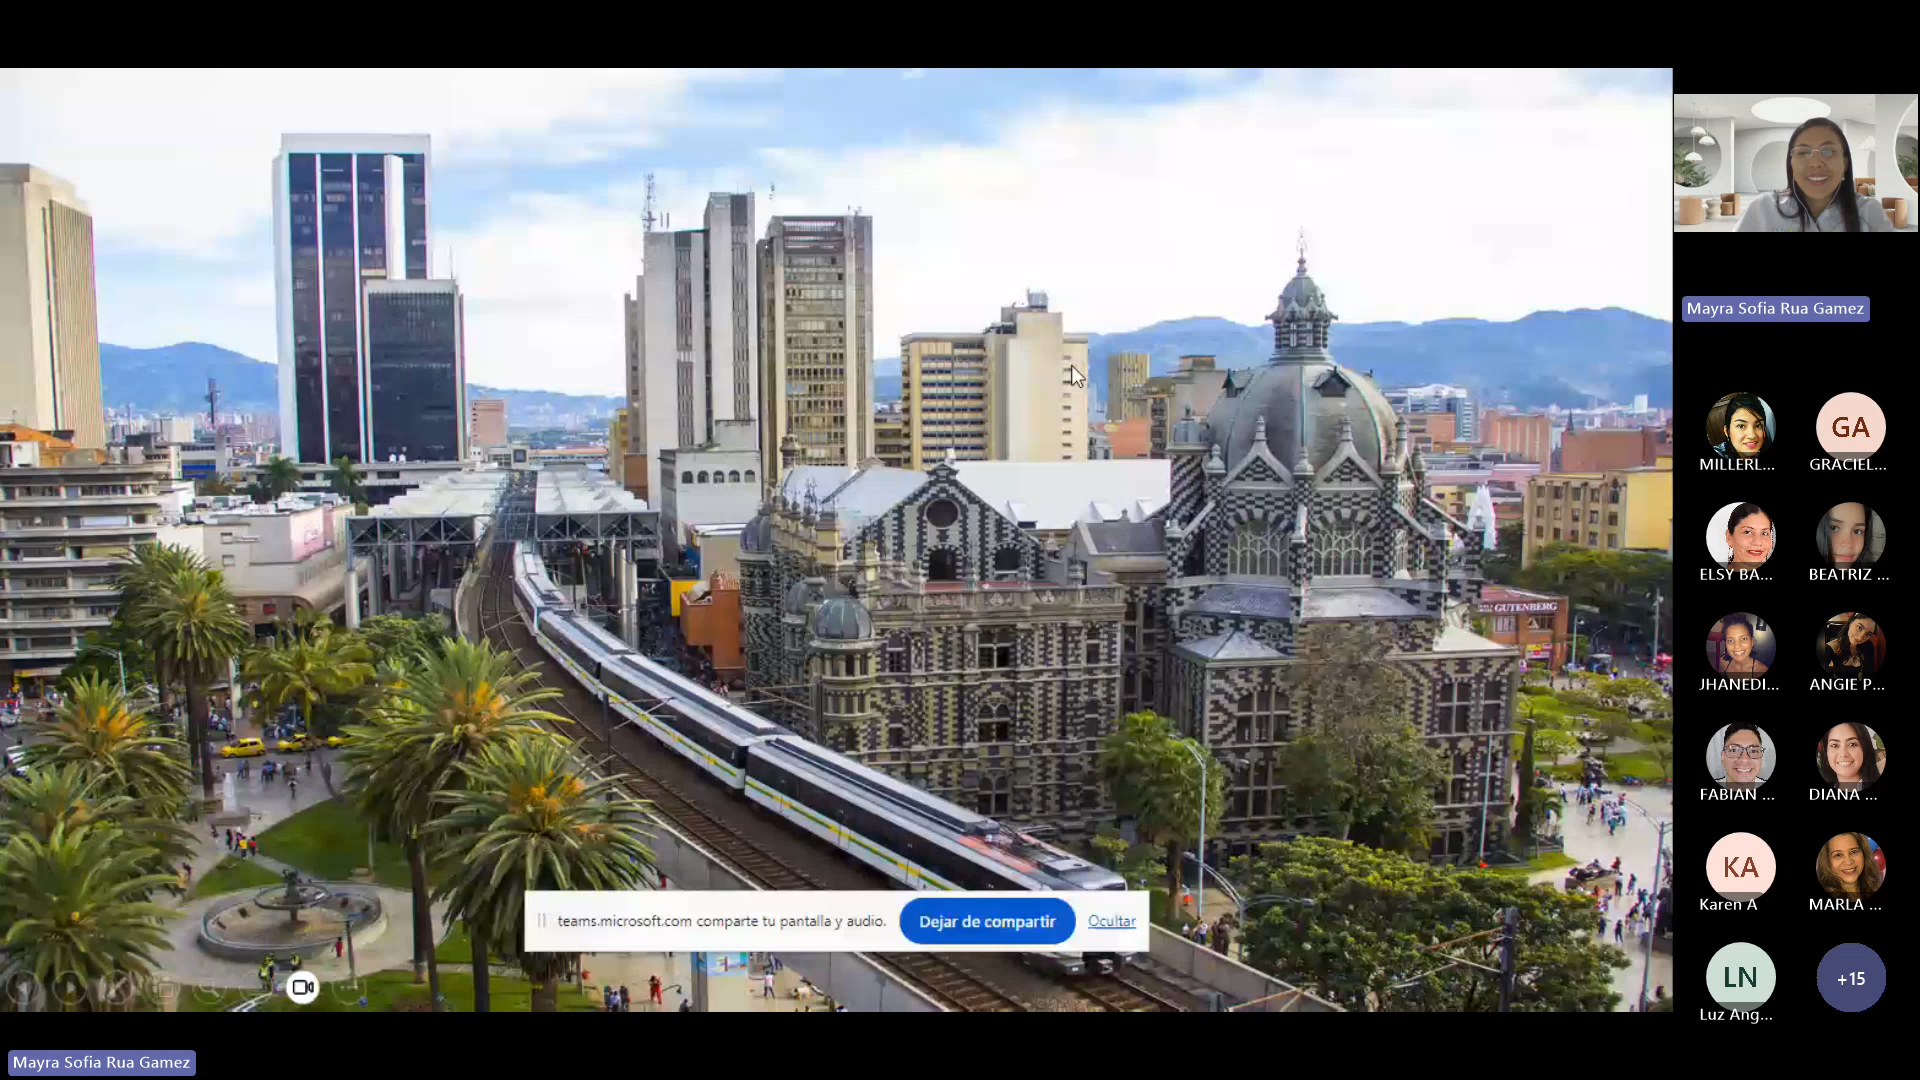 Mayra Sofia Rua Gamez
MILLERL...
GRACIEL...
GA
ELSY BA...
BEATRIZ ...
JHANEDI...
ANGIE P...
GUTENBERG
FABIAN ...
DIANA ...
KA
Karen A
MARLA ...
teams.microsoft.com comparte tu pantalla y audio.
Dejar de compartir
Ocultar
LN
Luz Ang...
+15
Mayra Sofia Rua Gamez